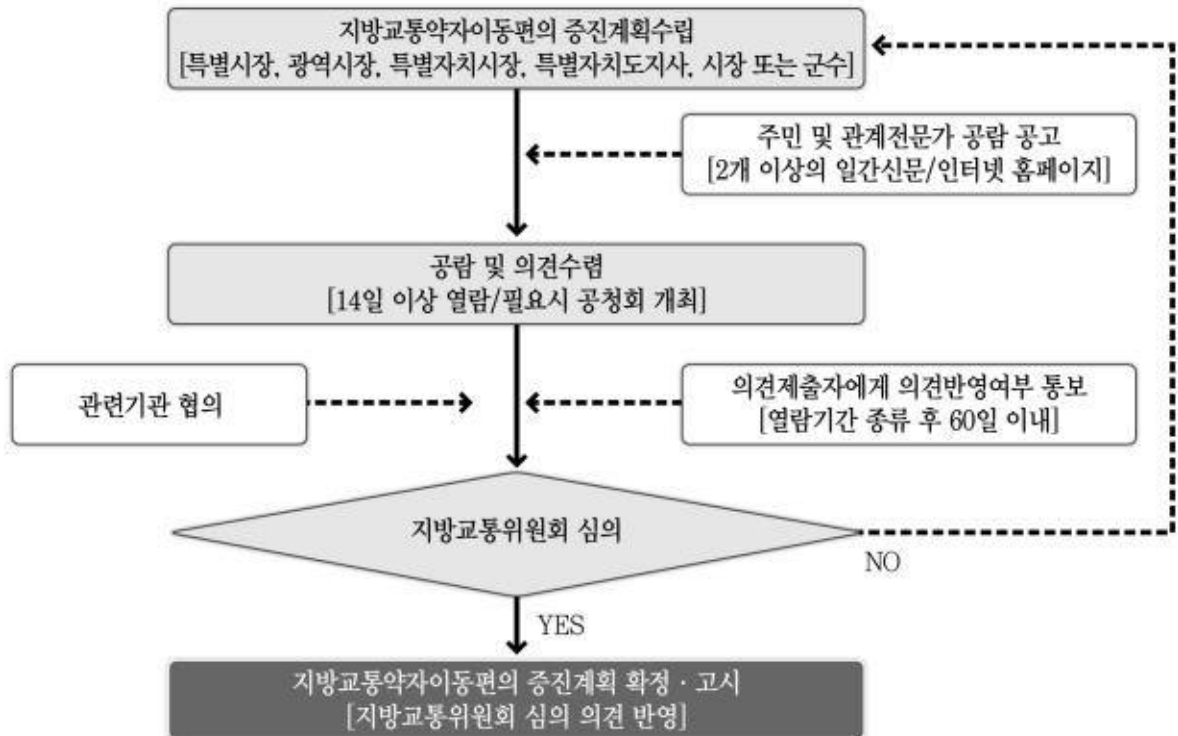 지방교통약자이동편의 증진계획수립
[특별시장, 광역시장, 특별자치시장, 특별자치도지사, 시장 또는 군수]
주민 및 관계전문가 공람 공고
[2개 이상의 일간신문/인터넷 홈페이지]
공람 및 의견수렴
[14일 이상 열람/필요시 공청회 개최]
관련기관 협의
의견제출자에게 의견반영여부 통보
[열람기간 종류 후 60일 이내]
지방교통위원회 심의
NO
YES
지방교통약자이동편의 증진계획 확정 · 고시
[지방교통위원회 심의 의견 반영]